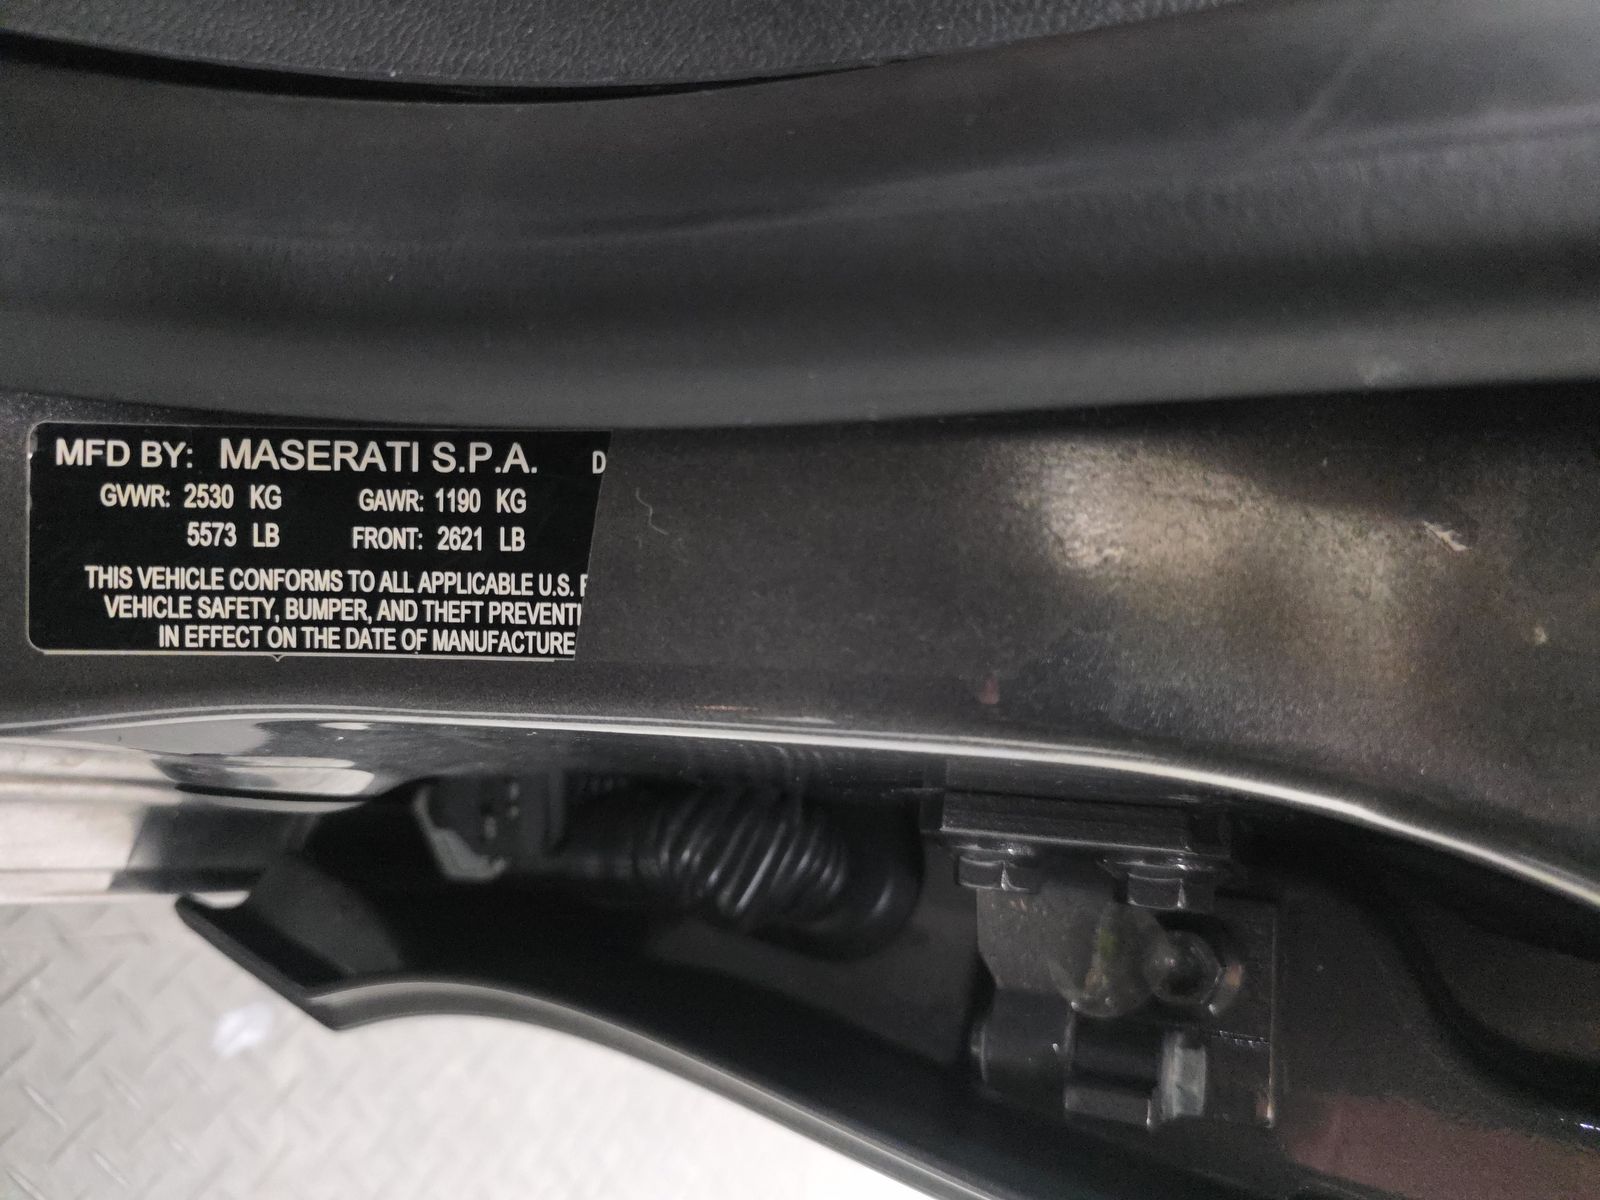 MFD BY: MASERATI S.P.A. D
GVWR: 2530 KG GAWR: 1190 KG
5573 LB FRONT: 2621 LB
THIS VEHICLE CONFORMS TO ALL APPLICABLE U.S. F
VEHICLE SAFETY, BUMPER, AND THEFT PREVENTI
IN EFFECT ON THE DATE OF MANUFACTURE